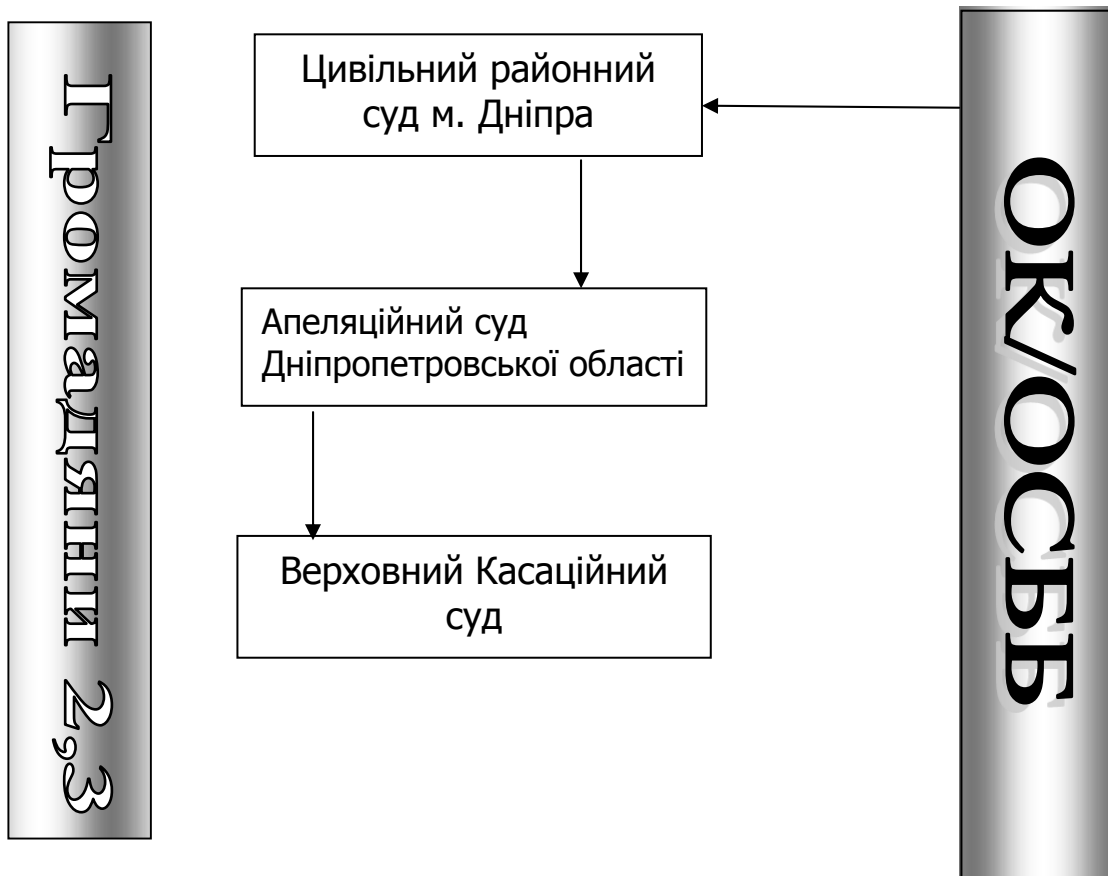 Громадяни 2,3
Цивільний районний
суд м. Дніпра
Апеляційний суд
Дніпропетровської області
Верховний Касаційний
суд
ОК/ОСББ